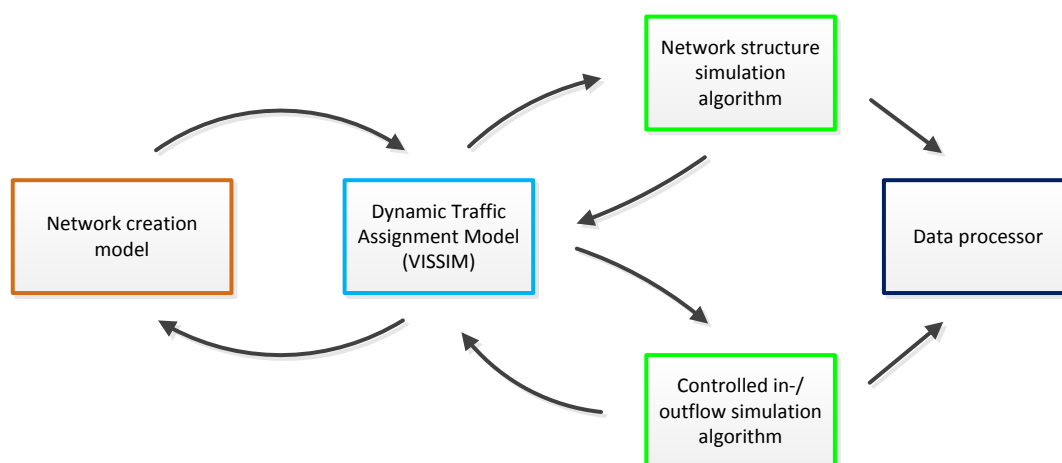 Network structure
simulation
algorithm
Network creation
model
Dynamic Traffic
Assignment Model
(VISSIM)
Data processor
Controlled in-/
outflow simulation
algorithm